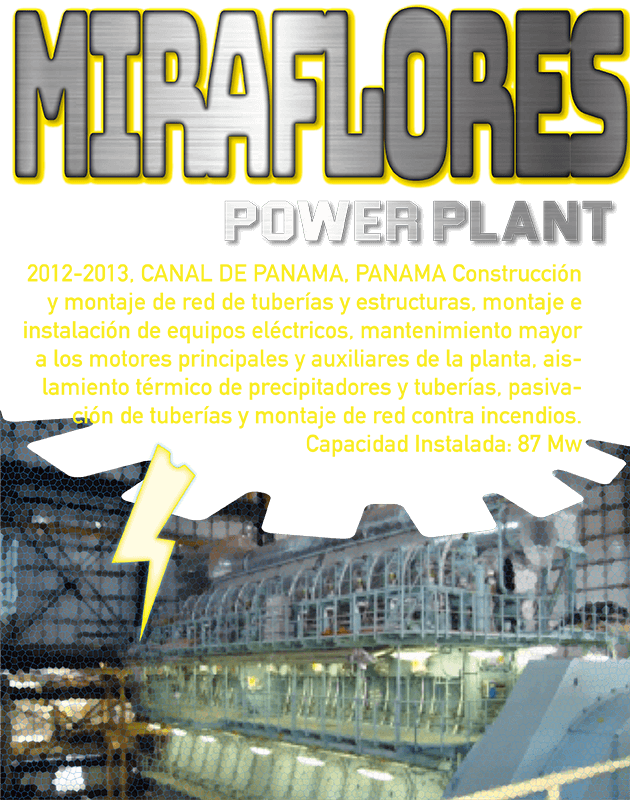 MIRAFLORES
POWER PLANT
2012-2013, CANAL DE PANAMA, PANAMA Construcción
y montaje de red de tuberías y estructuras, montaje e
instalación de equipos eléctricos, mantenimiento mayor
a los motores principales y auxiliares de la planta, ais-
lamiento térmico de precipitadores y tuberías, pasiva-
ción de tuberías y montaje de red contra incendios.
Capacidad Instalada: 87 Mw